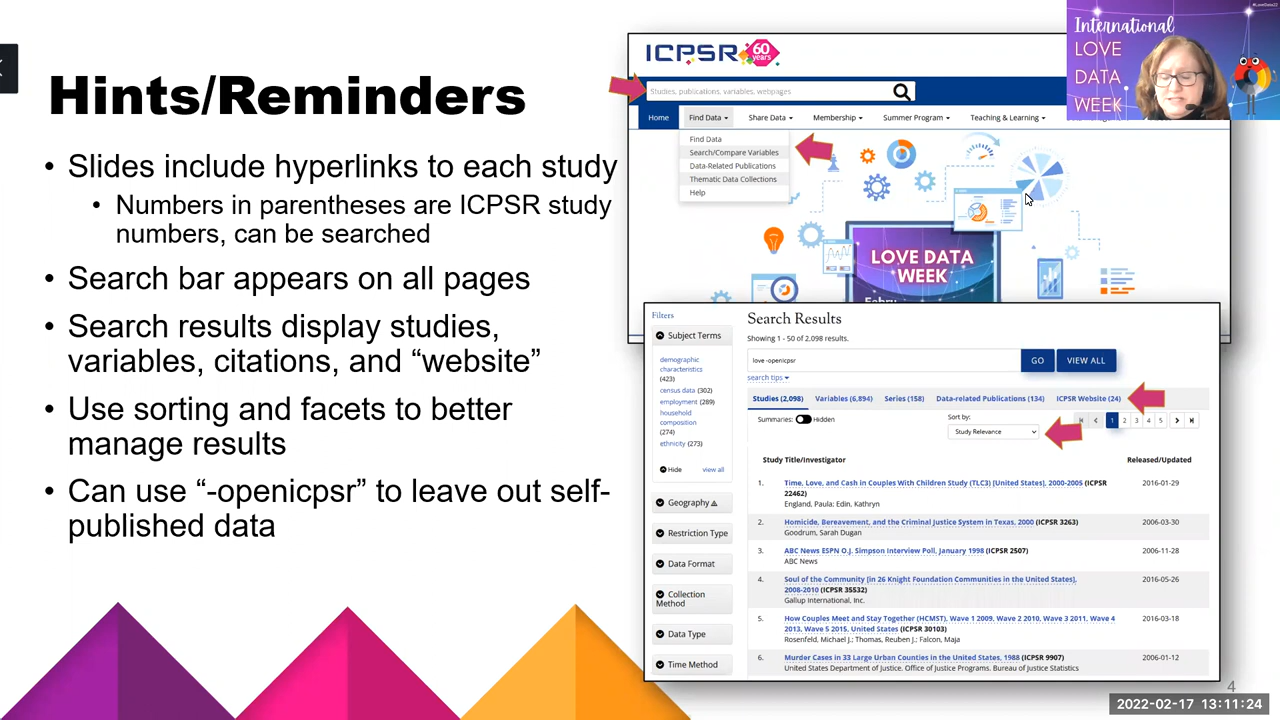 Hints/Reminders
• Slides include hyperlinks to each study
• Numbers in parentheses are ICPSR study
numbers, can be searched
• Search bar appears on all pages
• Search results display studies,
variables, citations, and “website”
• Use sorting and facets to better
manage results
• Can use “-openicpsr” to leave out self-
published data
ICPSR 60 years
Studies, publications, variables, webpages
Home Find Data Share Data Membership Summer Program Teaching & Learning
Find Data
Search/Compare Variables
Data-Related Publications
Thematic Data Collections
Help
LOVE DATA
WEEK
International
LOVE
DATA
WEEK
#LoveData22
Filters
Subject Terms
demographic
characteristics
(423)
census data (302)
employment (289)
household
composition
(274)
ethnicity (273)
Hide view all
Geography
Restriction Type
Data Format
Collection
Method
Data Type
Time Method
Search Results
Showing 1 - 50 of 2,098 results.
love -openicpsr GO VIEW ALL
search tips
Studies (2,098) Variables (6,894) Series (158) Data-related Publications (134) ICPSR Website (24)
Summaries: Hidden
Sort by:
Study Relevance
1 2 3 4 5
Study Title/Investigator Released/Updated
1. Time, Love, and Cash in Couples With Children Study (TLC3) [United States], 2000-2005 (ICPSR 2016-01-29
22462)
England, Paula; Edin, Kathryn
2. Homicide, Bereavement, and the Criminal Justice System in Texas, 2000 (ICPSR 3263) 2006-03-30
Goodrum, Sarah Dugan
3. ABC News ESPN O.J. Simpson Interview Poll, January 1998 (ICPSR 2507) 2006-11-28
ABC News
4. Soul of the Community [in 26 Knight Foundation Communities in the United States], 2016-05-26
2008-2010 (ICPSR 35532)
Gallup International, Inc.
5. How Couples Meet and Stay Together (HCMST), Wave 1 2009, Wave 2 2010, Wave 3 2011, Wave 4 2016-03-18
2013, Wave 5 2015, United States (ICPSR 30103)
Rosenfeld, Michael J.; Thomas, Reuben J.; Falcon, Maja
6. Murder Cases in 33 Large Urban Counties in the United States, 1988 (ICPSR 9907) 2006-01-12
United States Department of Justice. Office of Justice Programs. Bureau of Justice Statistics
4
2022-02-17 13:11:24